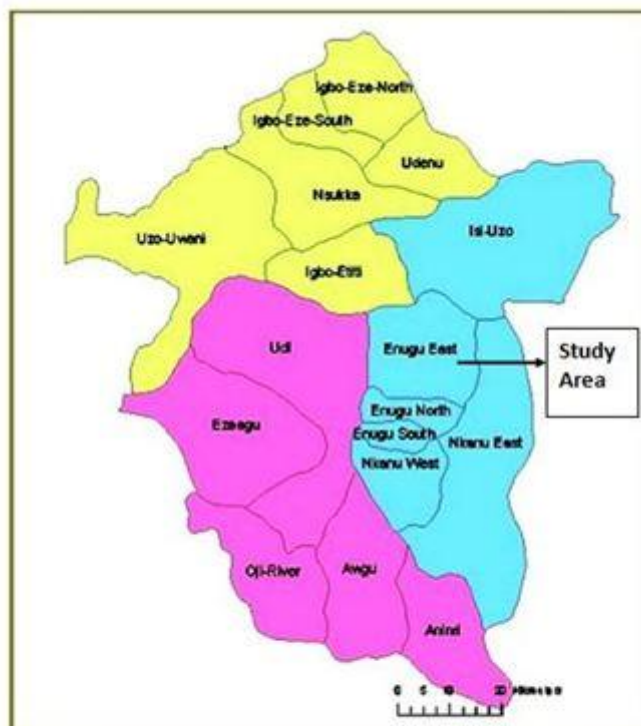 Igbo-Eze-North
Igbo-Eze-South
Udenu
Nsukka
Uzo-Uwani
Isi-Uzo
Igbo-Etiti
Udi
Enugu East
Study
Area
Enugu North
Ezeagu
Enugu South
Nkanu East
Nkanu West
Oji-River
Awgu
Aninri
0 5 10 20